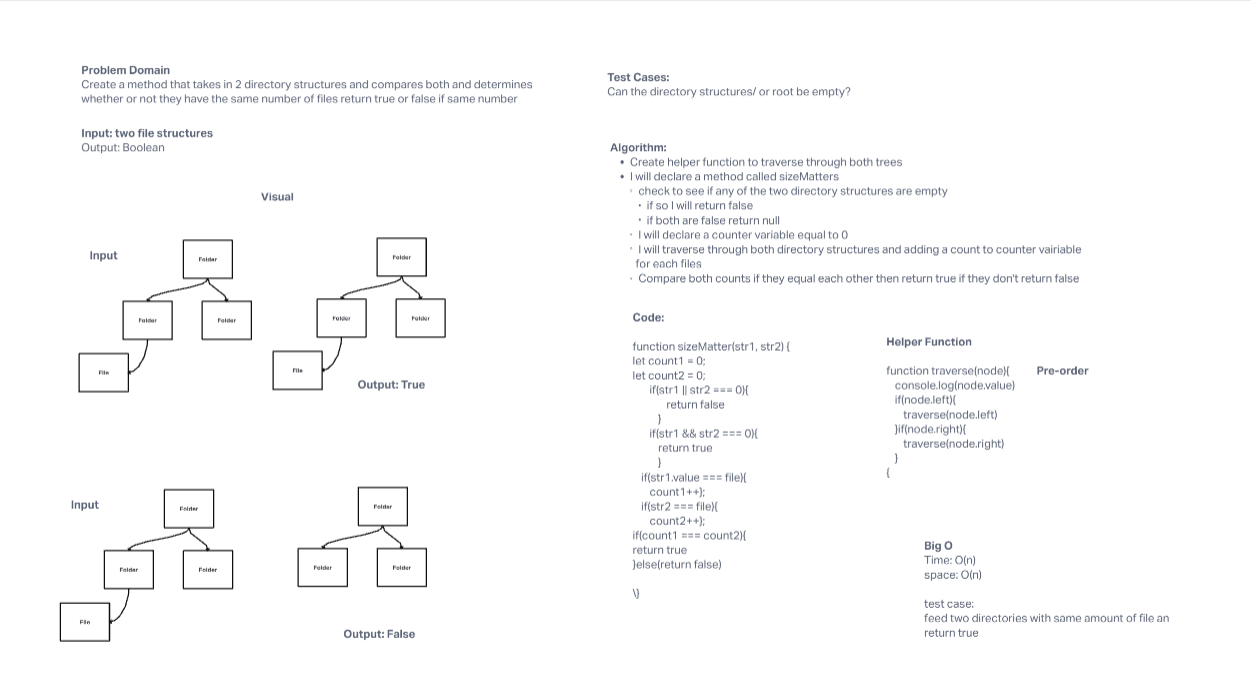 Problem Domain
Create a method that takes in 2 directory structures and compares both and determines
whether or not they have the same number of files return true or false if same number
Input: two file structures
Output: Boolean
Visual
Input
Folder
Folder
Folder
File
Folder
Folder
Folder
File
Output: True
Input
Folder
Folder
Folder
File
Folder
Folder
Folder
Output: False
Test Cases:
Can the directory structures/ or root be empty?
Algorithm:
• Create helper function to traverse through both trees
• I will declare a method called sizeMatters
◦ check to see if any of the two directory structures are empty
▪ if so I will return false
▪ if both are false return null
◦ I will declare a counter variable equal to 0
◦ I will traverse through both directory structures and adding a count to counter vairiable
for each files
◦ Compare both counts if they equal each other then return true if they don't return false
Code:
function sizeMatter(str1, str2) {
let count1 = 0;
let count2 = 0;
if(str1 || str2 === 0){
return false
}
if(str1 && str2 === 0){
return true
}
if(str1.value === file){
count1++};
if(str2 === file){
count2++};
if(count1 === count2){
return true
}else(return false)
\}
Helper Function
function traverse(node){
Pre-order
console.log(node.value)
if(node.left){
traverse(node.left)
}if(node.right){
traverse(node.right)
}
{
Big O
Time: O(n)
space: O(n)
test case:
feed two directories with same amount of file an
return true